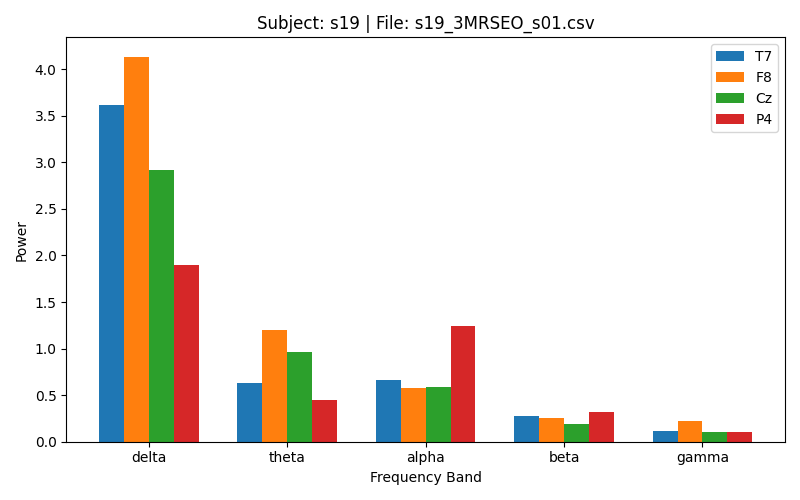 Subject: s19 | File: s19_3MRSEO_s01.csv
T7
F8
Cz
P4
Power
4.0
3.5
3.0
2.5
2.0
1.5
1.0
0.5
0.0
delta theta alpha beta gamma
Frequency Band